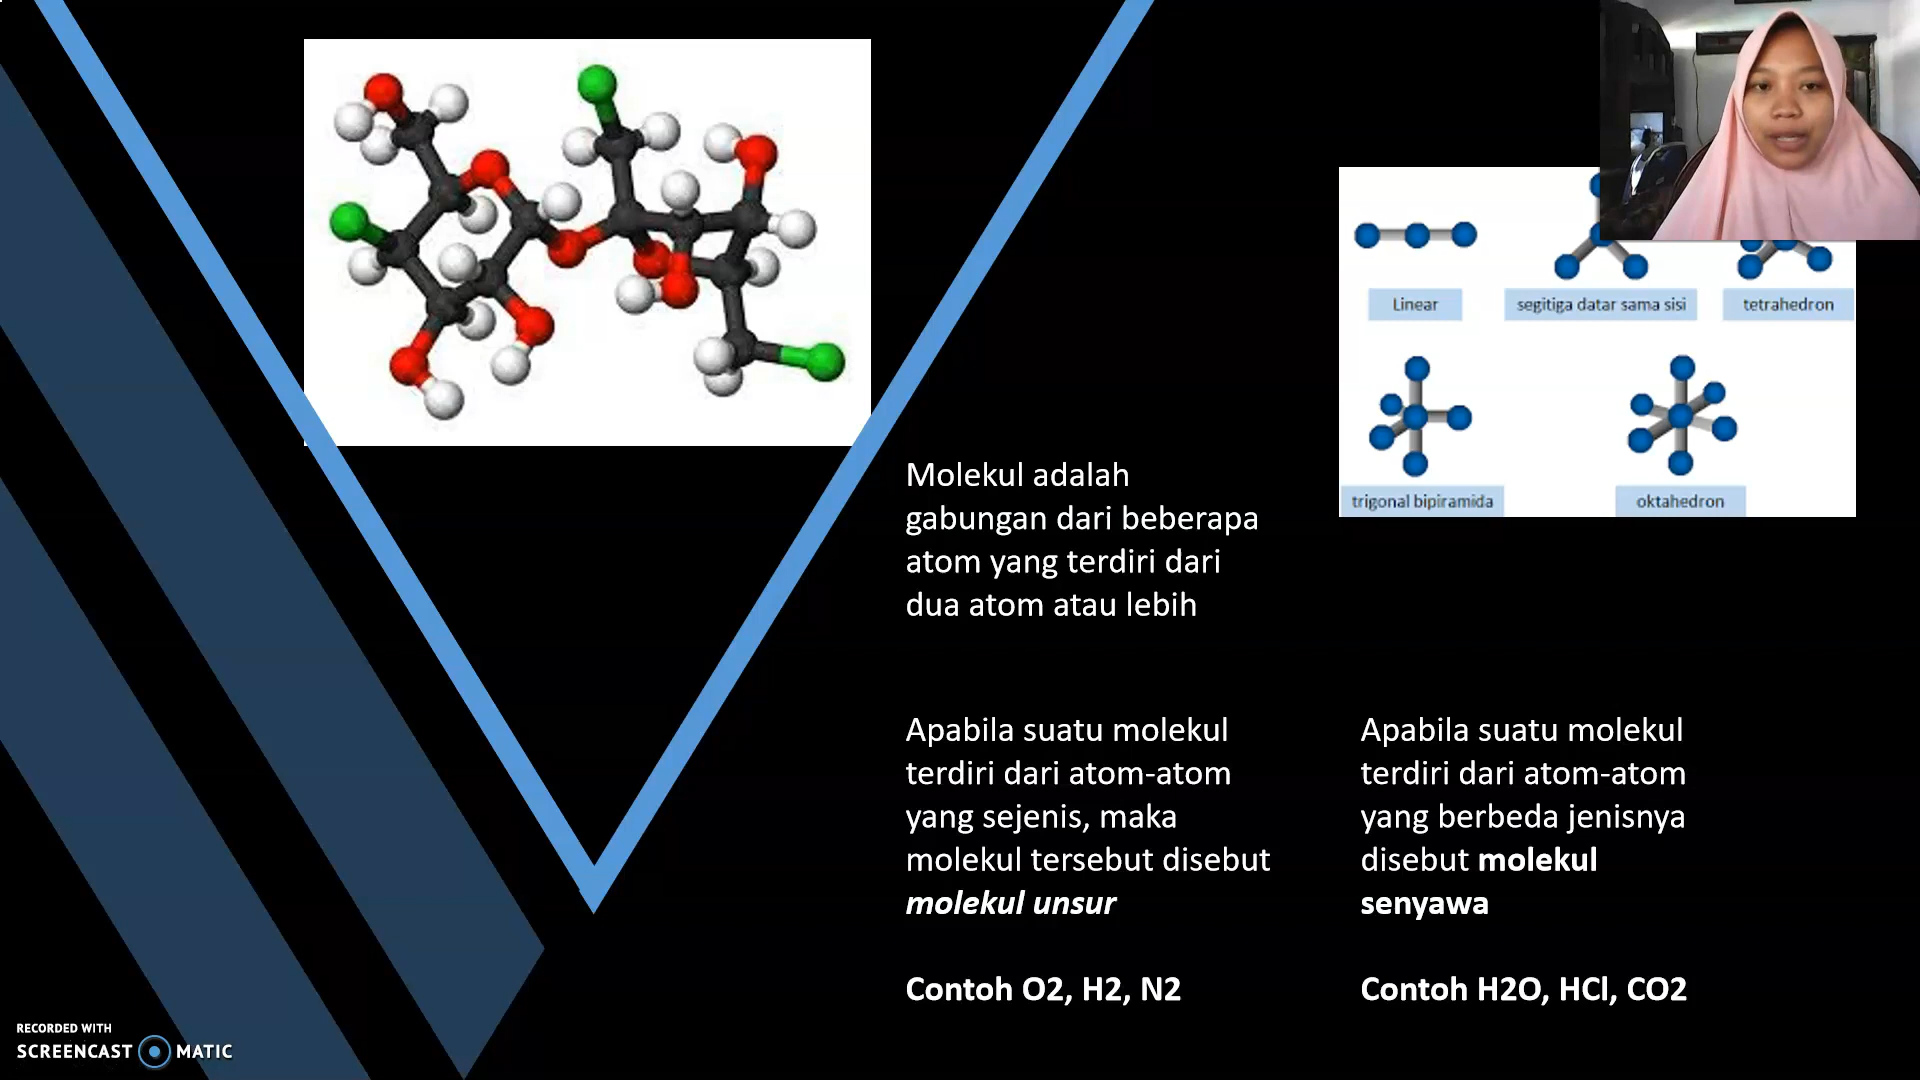 Linear
segitiga datar sama sisi
tetrahedron
trigonal bipiramida
oktahedron
Molekul adalah
gabungan dari beberapa
atom yang terdiri dari
dua atom atau lebih
Apabila suatu molekul
terdiri dari atom-atom
yang sejenis, maka
molekul tersebut disebut
molekul unsur
Contoh O2, H2, N2
Apabila suatu molekul
terdiri dari atom-atom
yang berbeda jenisnya
disebut molekul
senyawa
Contoh H2O, HCl, CO2
RECORDED WITH
SCREENCAST MATIC